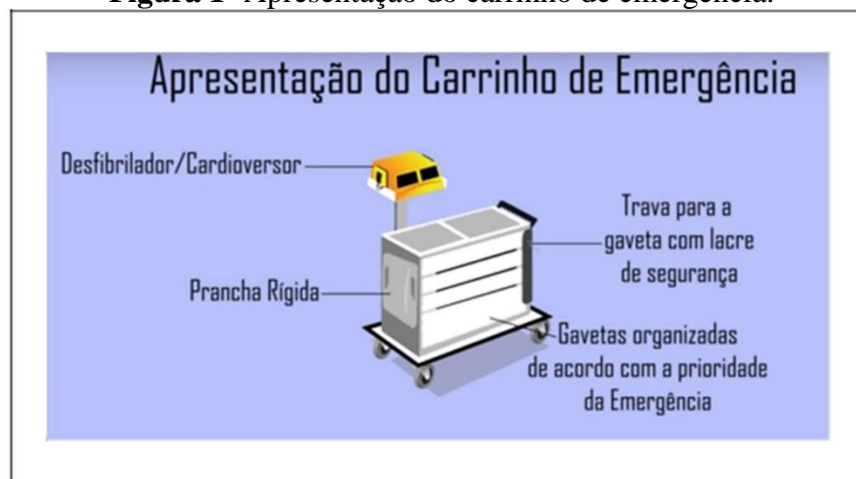 Figura 1- Apresentação do carrinho de emergência.
Apresentação do Carrinho de Emergência
Desfibrilador/Cardioversor
Trava para a
gaveta com lacre
de segurança
Prancha Rígida
Gavetas organizadas
de acordo com a prioridade
da Emergência